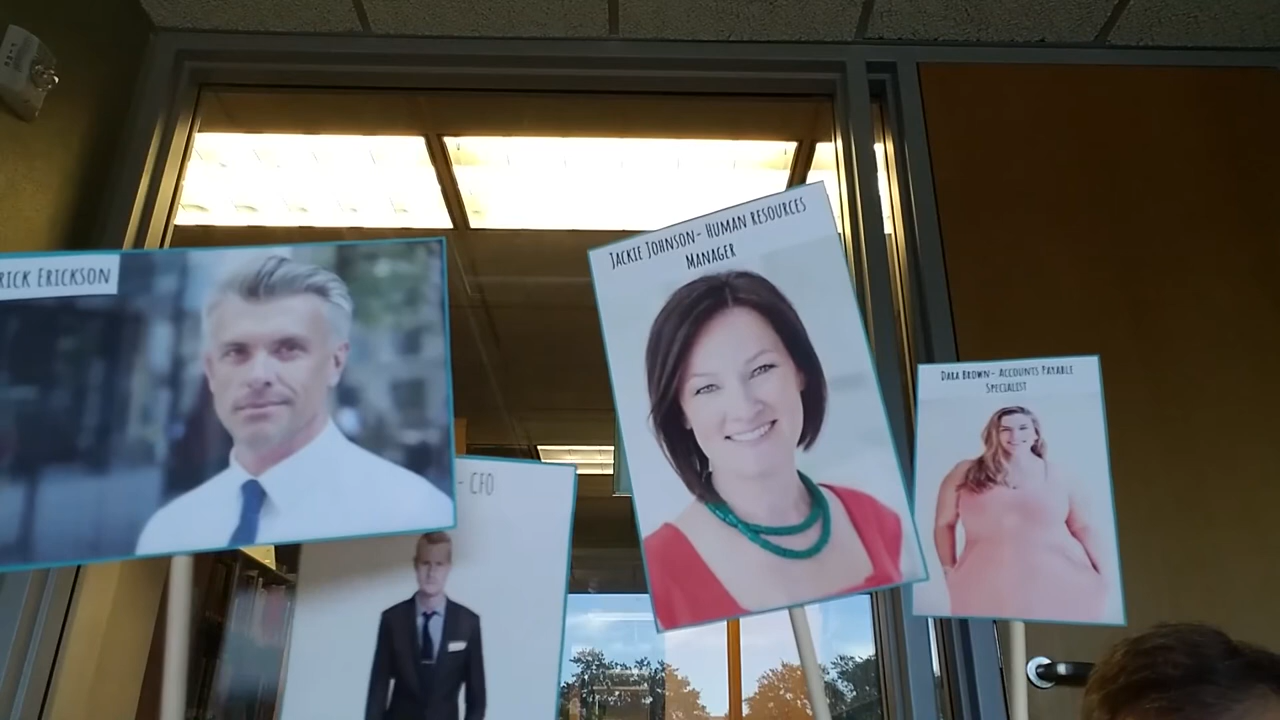 RICK ERICKSON
- CFO
JACKIE JOHNSON- HUMAN RESOURCES
MANAGER
DARA BROWN- ACCOUNTS PAYABLE
SPECIALIST